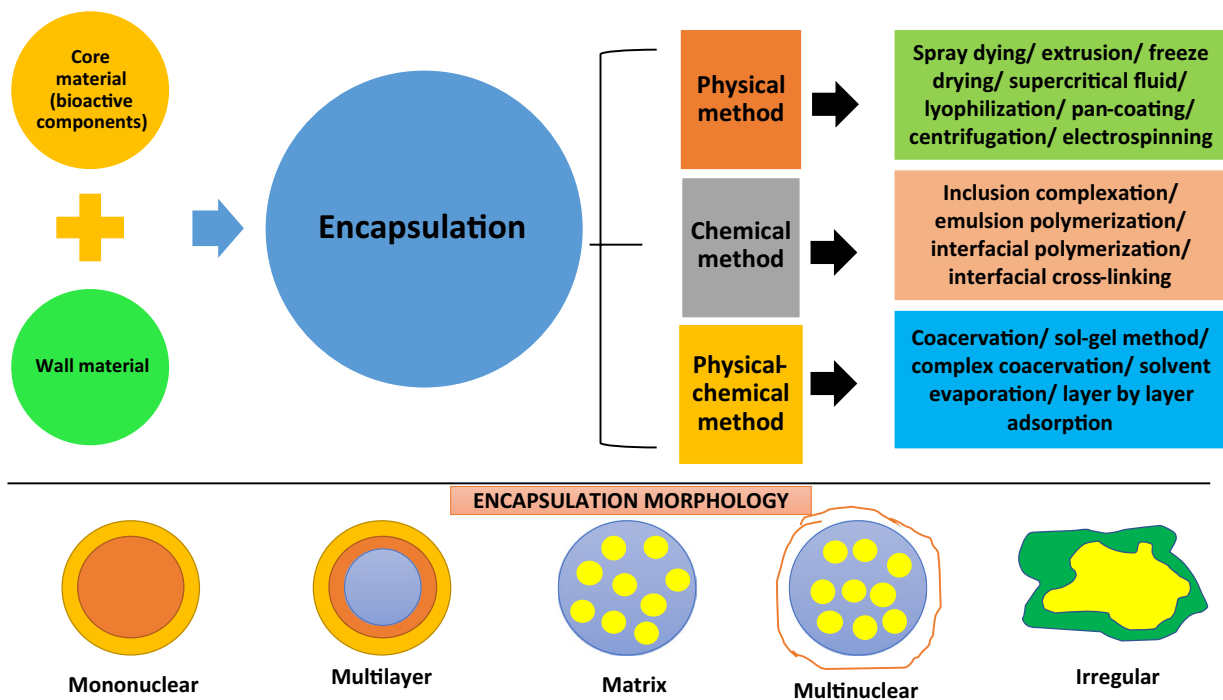 Core
material
(bioactive
components)
Wall material
Encapsulation
Physical
method
Spray dying/ extrusion/ freeze
drying/ supercritical fluid/
lyophilization/ pan-coating/
centrifugation/ electrospinning
Chemical
method
Inclusion complexation/
emulsion polymerization/
interfacial polymerization/
interfacial cross-linking
Physical-
chemical
method
Coacervation/ sol-gel method/
complex coacervation/ solvent
evaporation/ layer by layer
adsorption
ENCAPSULATION MORPHOLOGY
Mononuclear
Multilayer
Matrix
Multinuclear
Irregular